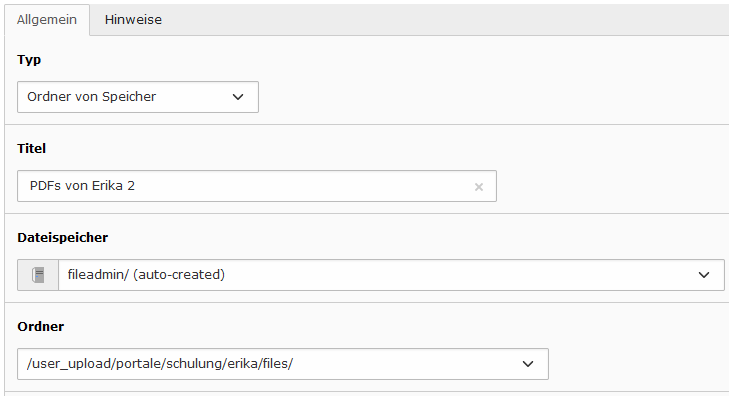 Allgemein Hinweise
Typ
Ordner von Speicher
Titel
PDFs von Erika 2
Dateispeicher
fileadmin/ (auto-created)
Ordner
/user_upload/portale/schulung/erika/files/